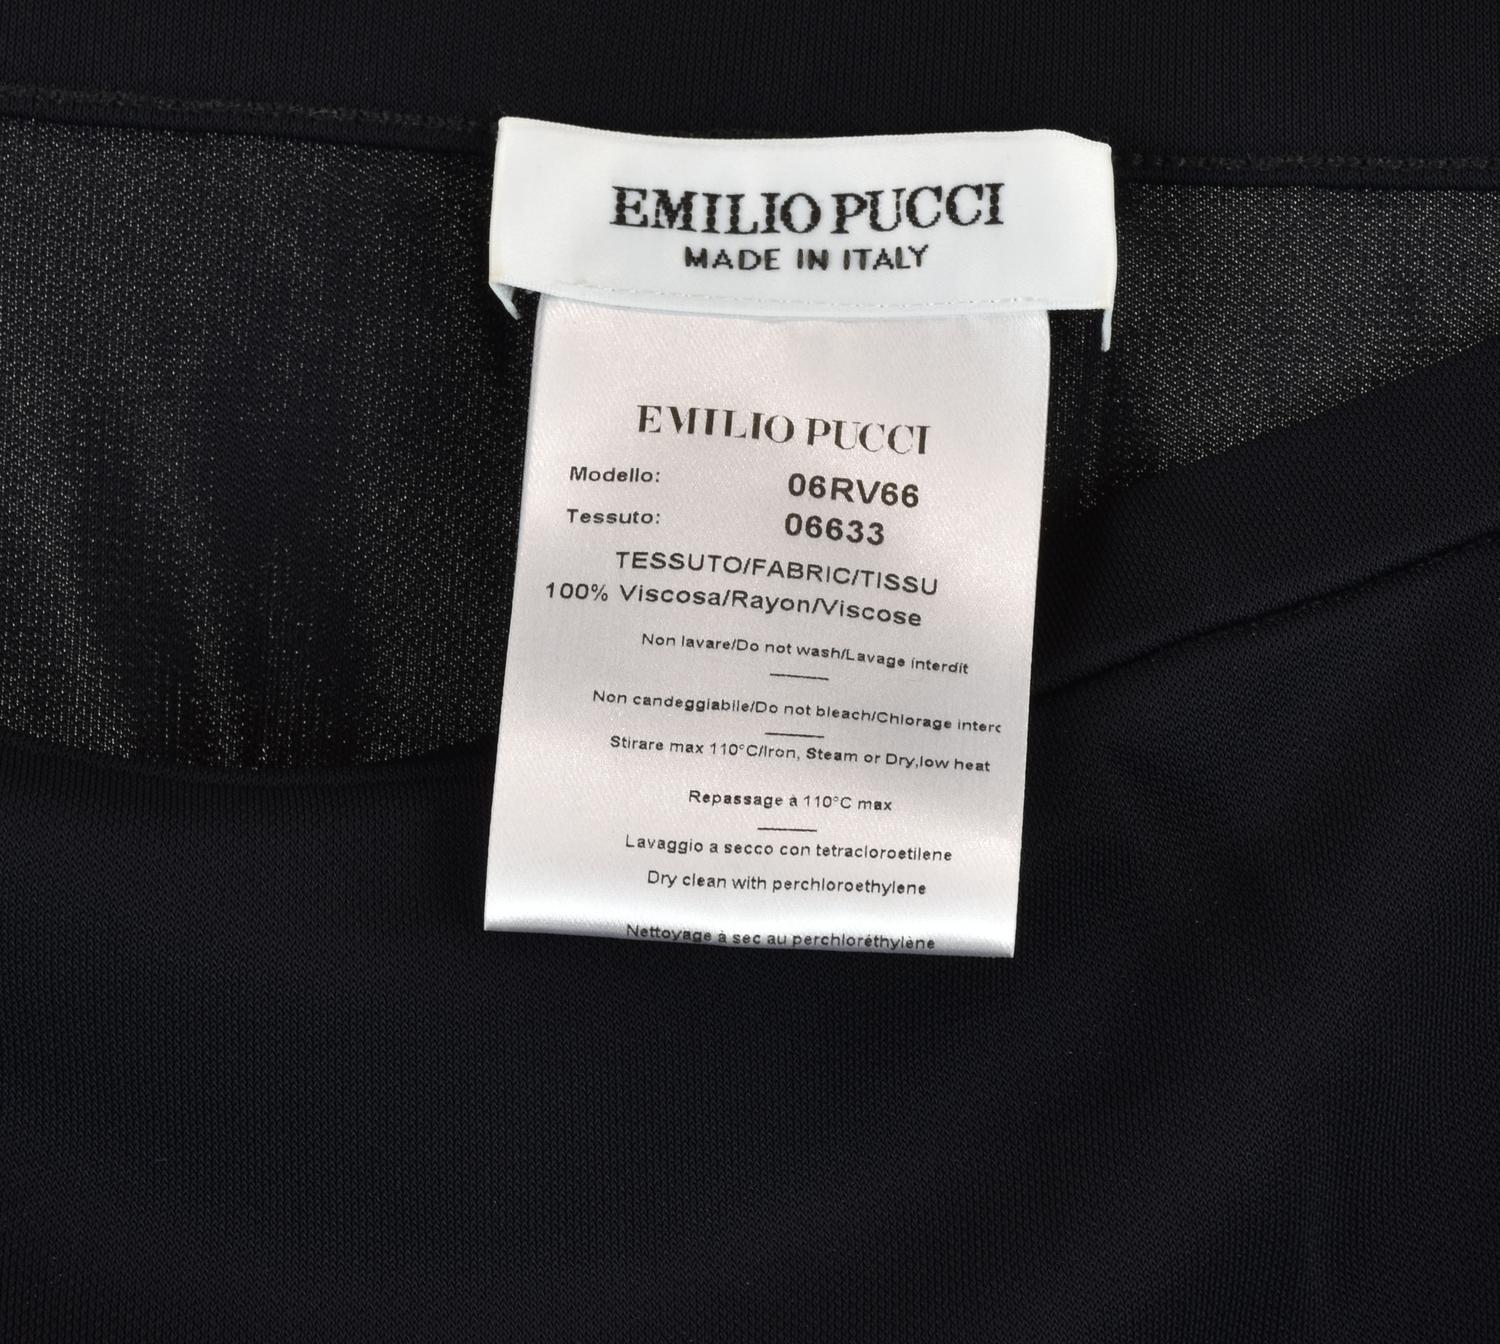 EMILIO PUCCI
MADE IN ITALY
EMILIO PUCCI
Modello: 06RV66
Tessuto: 06633
TESSUTO/FABRIC/TISSU
100% Viscosa/Rayon/Viscose
Non lavare/Do not wash/Lavage interdit
Non candeggiabile/Do not bleach/Chlorage interc
Stirare max 110°C/Iron, Steam or Dry,low heat
Repassage à 110°C max
Lavaggio a secco con tetracloroetilene
Dry clean with perchloroethylene
Nettoyage à sec au perchloréthylène